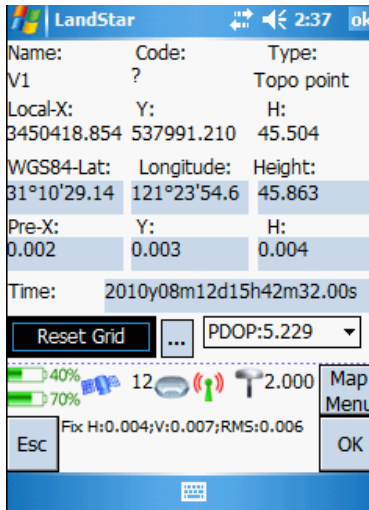 LandStar 2:37 ok
Name: Code: Type:
V1 ? Topo point
Local-X: Y: H:
3450418.854 537991.210 45.504
WGS84-Lat: Longitude: Height:
31°10'29.14 121°23'54.6 45.863
Pre-X: Y: H:
0.002 0.003 0.004
Time: 2010y08m12d15h42m32.00s
Reset Grid ... PDOP:5.229
40% 12 2.000 Map Menu
70%
Fix H:0.004;V:0.007;RMS:0.006
Esc OK